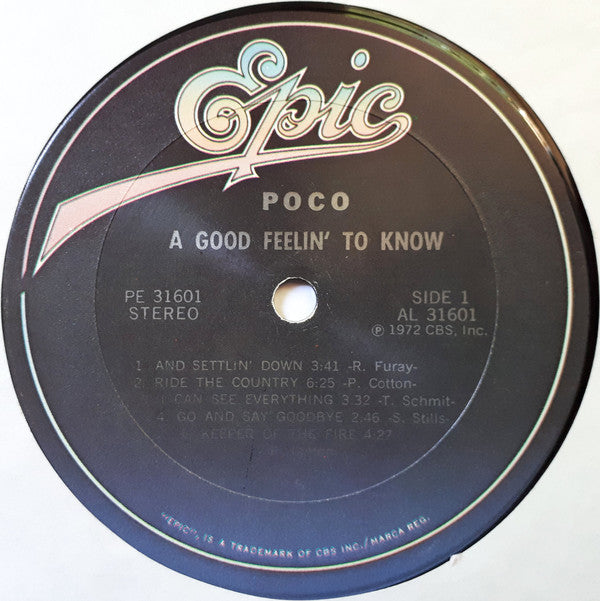 Epic
POCO
A GOOD FEELIN' TO KNOW
PE 31601
STEREO
SIDE 1
AL 31601
℗ 1972 CBS, Inc.
1. AND SETTLIN' DOWN 3:41 -R. Furay-
2. RIDE THE COUNTRY 6:25 -P. Cotton-
I CAN SEE EVERYTHING 3.32 -T. Schmit-
4. GO AND SAY GOODBYE 2.46 -S. Stills-
KEEPER OF THE FIRE 4:27
"EPIC", IS A TRADEMARK OF CBS INC./MARCA REG.